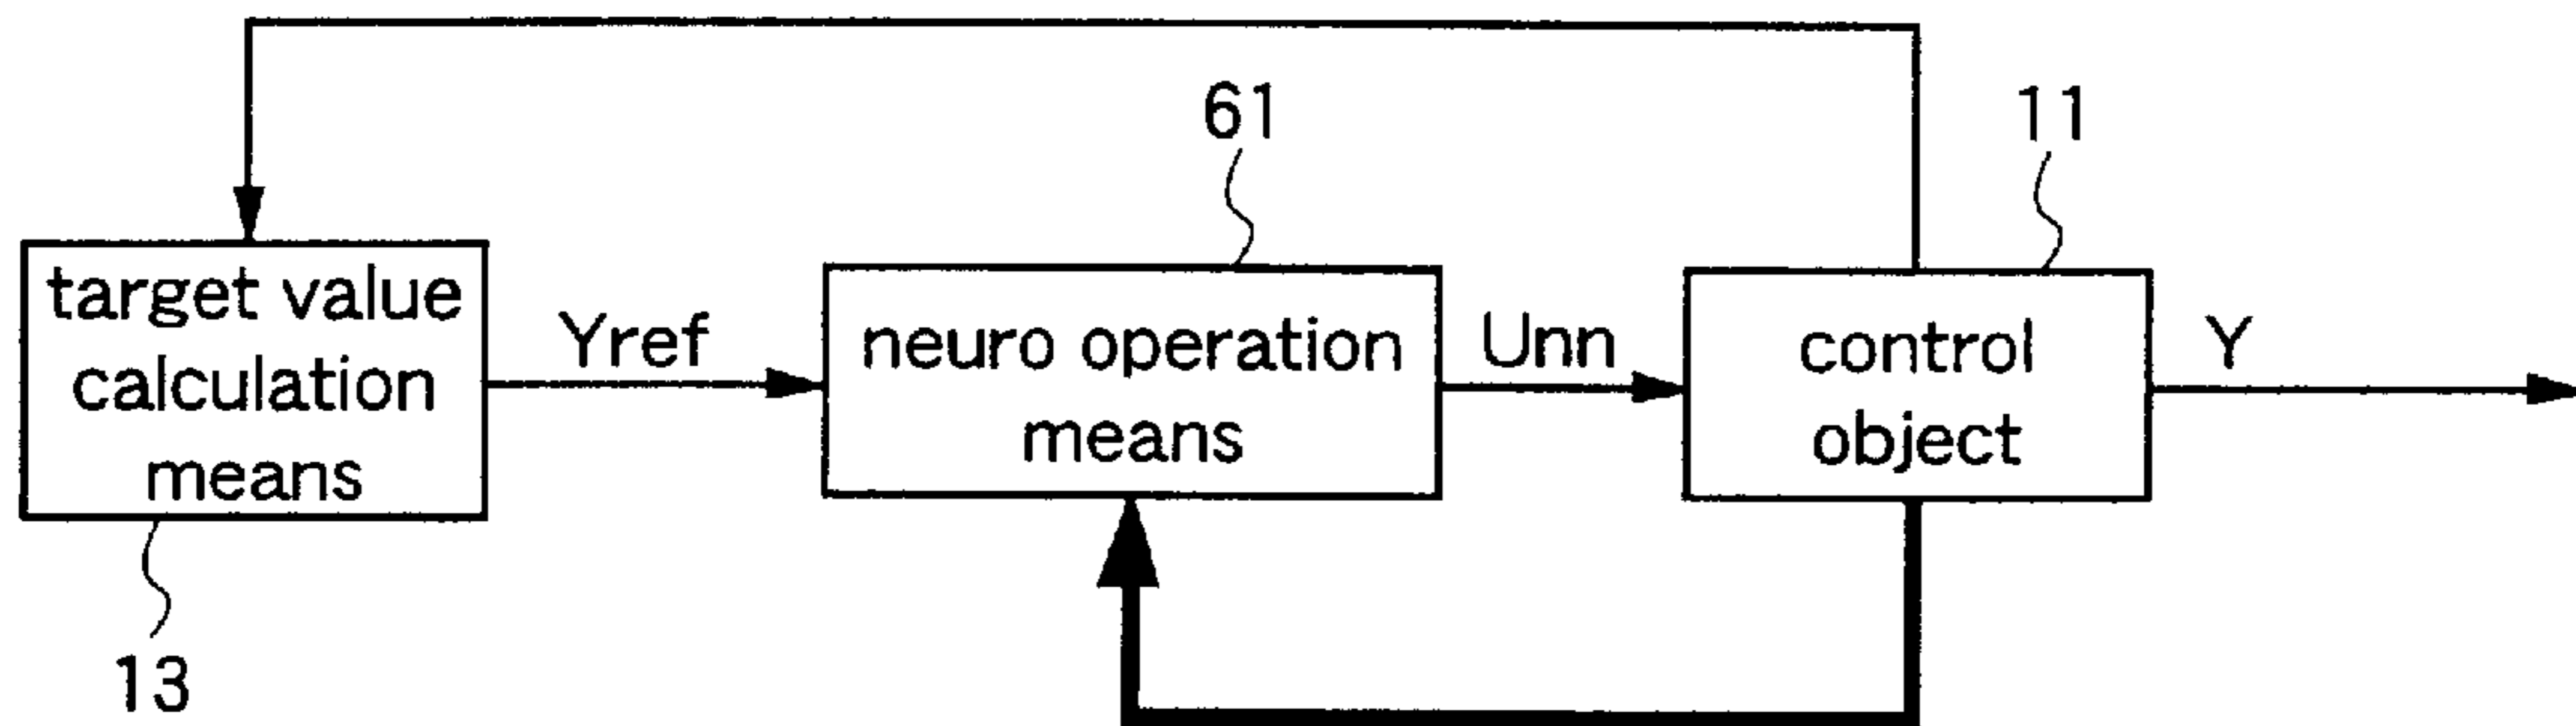 61
11
target value
calculation
means
Yref
neuro operation
means
Unn
control
object
Y
13